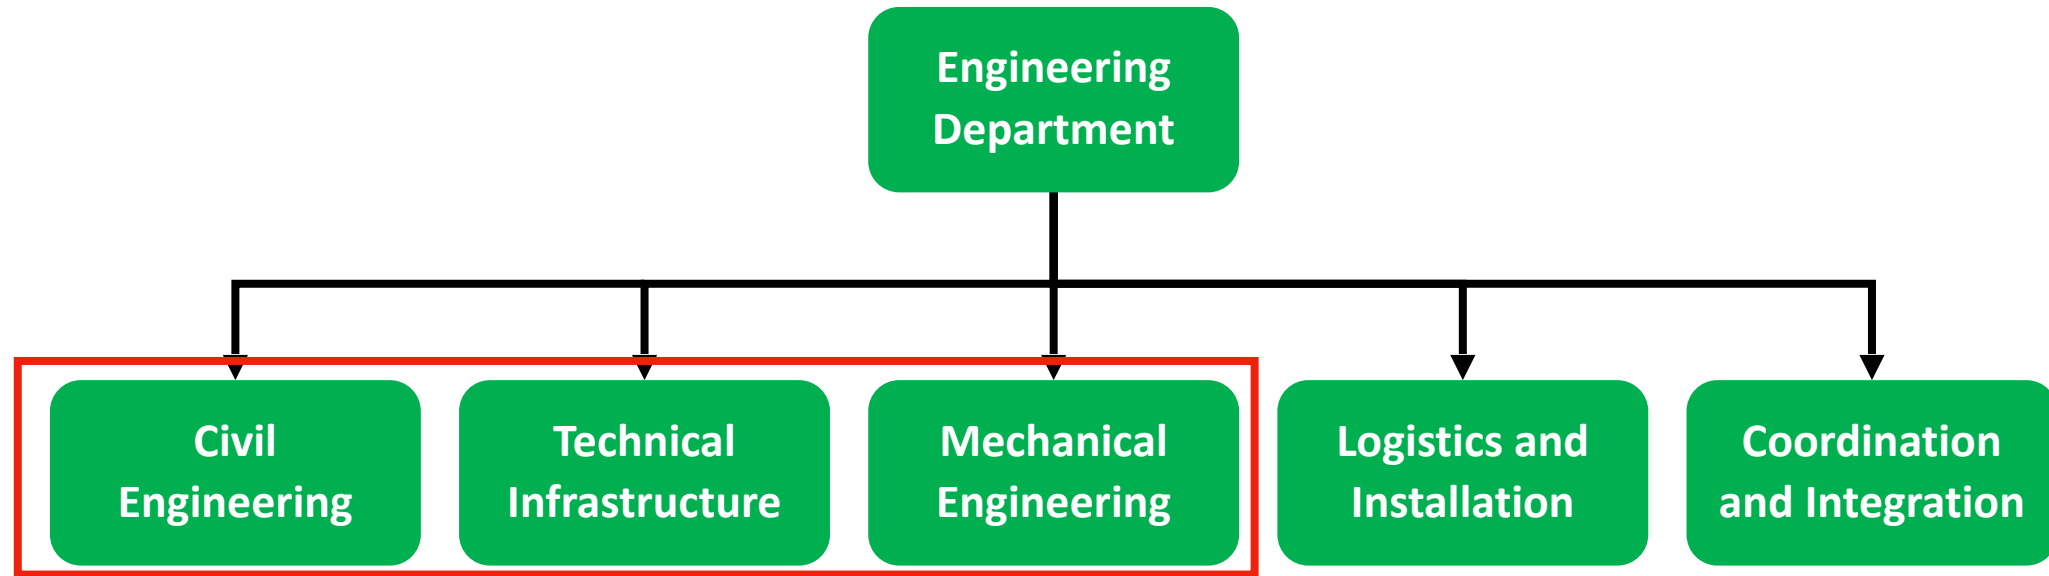 Engineering
Department
Civil
Engineering
Technical
Infrastructure
Mechanical
Engineering
Logistics and
Installation
Coordination
and Integration